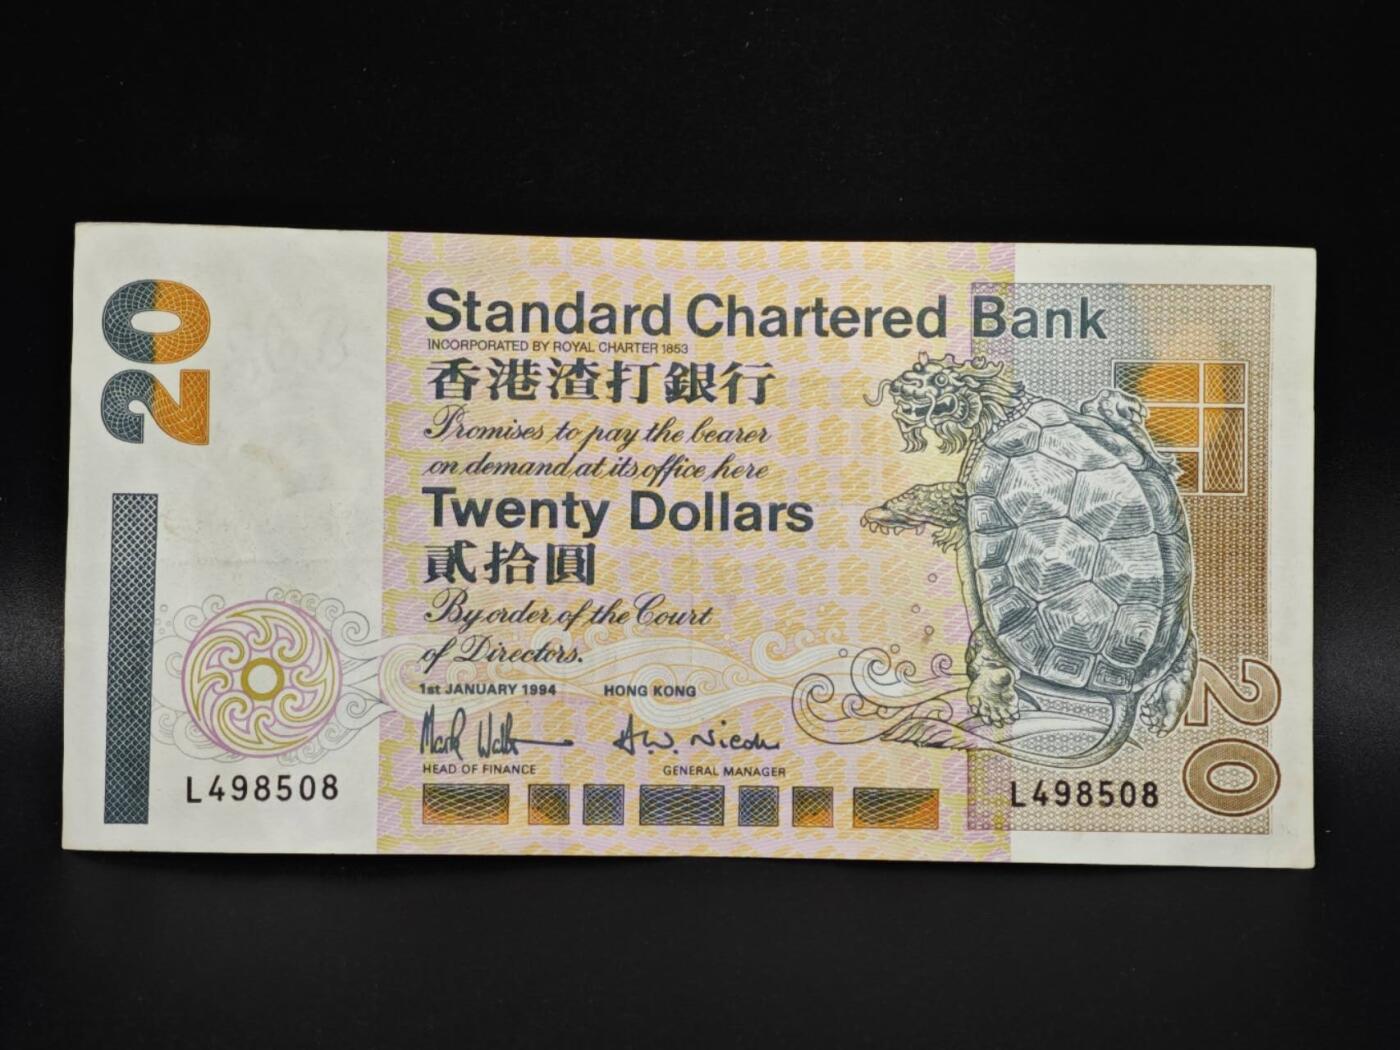 20
Standard Chartered Bank
INCORPORATED BY ROYAL CHARTER 1853
香港渣打銀行
Promises to pay the bearer
on demand at its office here
Twenty Dollars
貳拾圓
By order of the Court
of Directors.
1st JANUARY 1994 HONG KONG
HEAD OF FINANCE GENERAL MANAGER
L498508 L498508
20